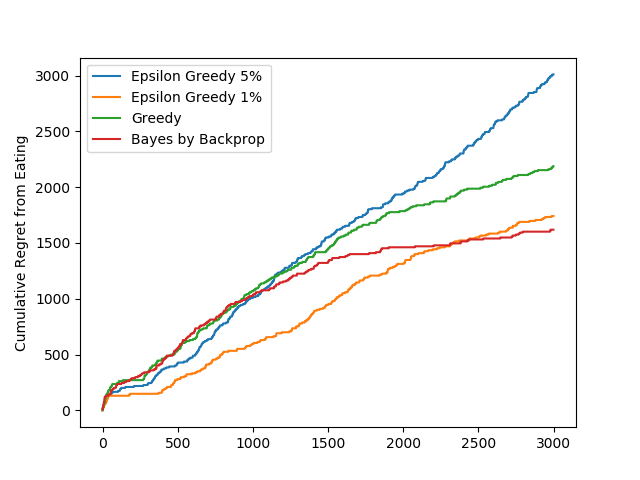 Epsilon Greedy 5%
Epsilon Greedy 1%
Greedy
Bayes by Backprop
Cumulative Regret from Eating
3000
2500
2000
1500
1000
500
0
0 500 1000 1500 2000 2500 3000